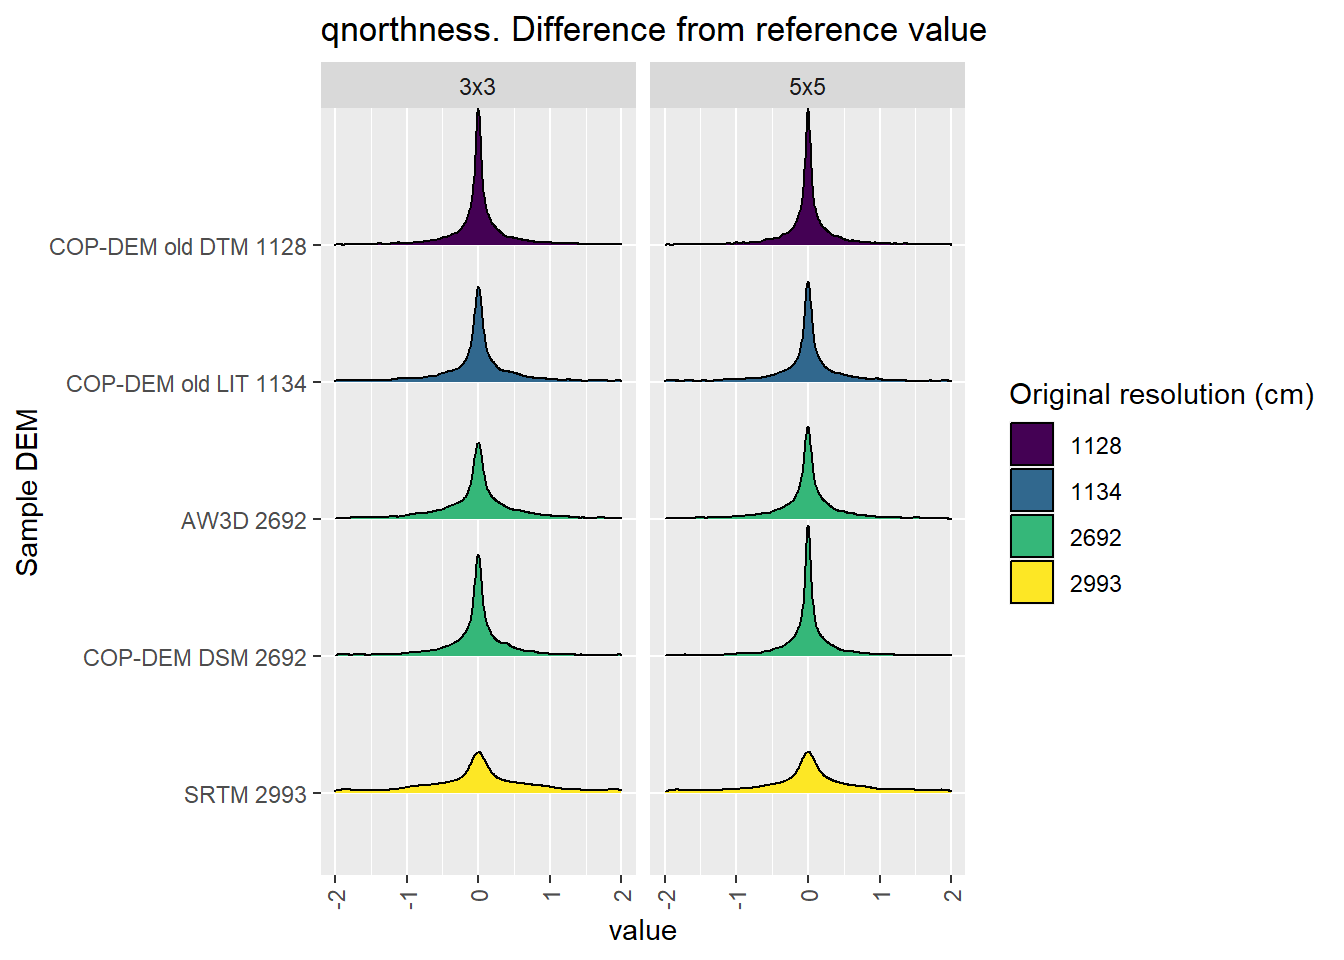 qnorthness. Difference from reference value
3x3
5x5
COP-DEM old DTM 1128
COP-DEM old LIT 1134
AW3D 2692
COP-DEM DSM 2692
SRTM 2993
Sample DEM
-2
-1
0
1
2
-2
-1
0
1
2
value
Original resolution (cm)
1128
1134
2692
2993